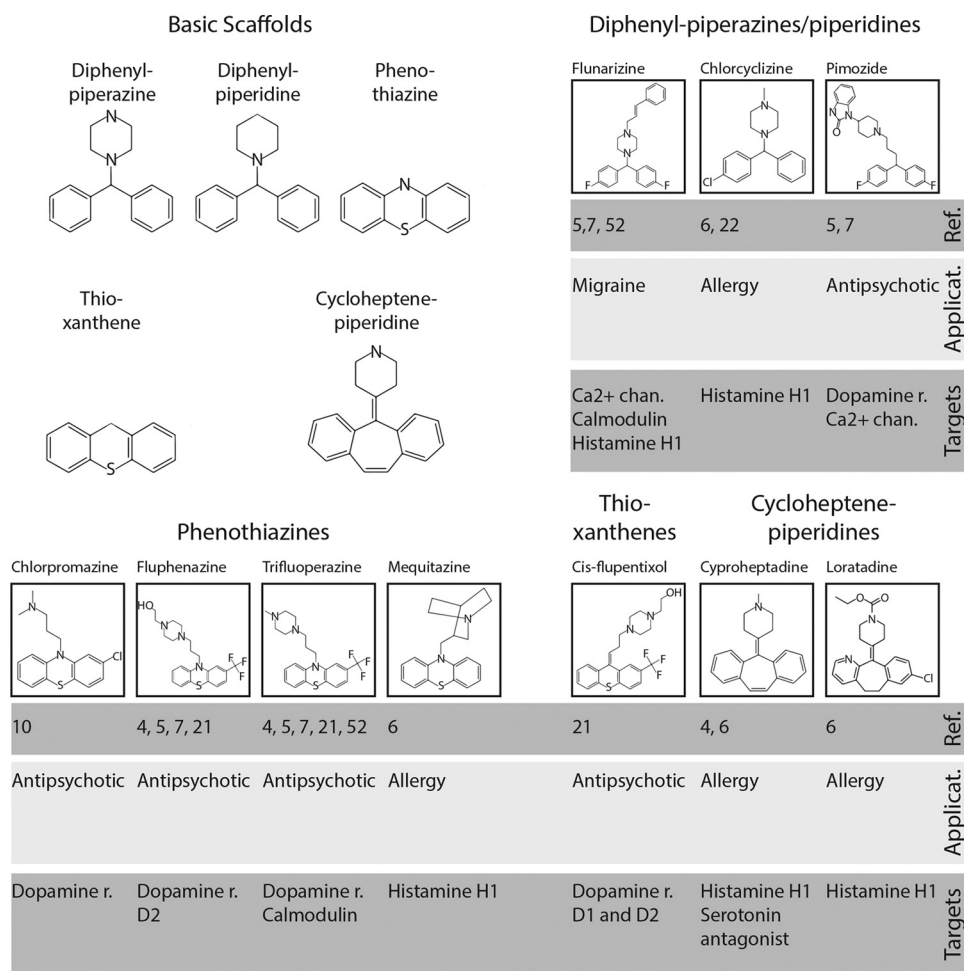 Basic Scaffolds
Diphenyl-
piperazine
Diphenyl-
piperidine
Pheno-
thiazine
N
N
N
N
S
Thio-
xanthene
Cycloheptene-
piperidine
S
N
Diphenyl-piperazines/piperidines
Flunarizine
Chlorcyclizine
Pimozide
N
N
F
F
N
N
Cl
N
N
O
N
F
F
5,7, 52
6, 22
5, 7
Ref.
Migraine
Allergy
Antipsychotic
Applicat.
Ca2+ chan.
Calmodulin
Histamine H1
Histamine H1
Dopamine r.
Ca2+ chan.
Targets
Phenothiazines
Chlorpromazine
Fluphenazine
Trifluoperazine
Mequitazine
N
N
Cl
S
HO
N
N
N
S
F
F
F
N
N
N
S
F
F
F
N
N
S
Thio-
xanthenes
Cycloheptene-
piperidines
Cis-flupentixol
Cyproheptadine
Loratadine
OH
N
N
S
F
F
F
N
O
O
N
N
Cl
10
4, 5, 7, 21
4, 5, 7, 21, 52
6
21
4, 6
6
Ref.
Antipsychotic
Antipsychotic
Antipsychotic
Allergy
Antipsychotic
Allergy
Allergy
Applicat.
Dopamine r.
Dopamine r.
D2
Dopamine r.
Calmodulin
Histamine H1
Dopamine r.
D1 and D2
Histamine H1
Serotonin
antagonist
Histamine H1
Targets